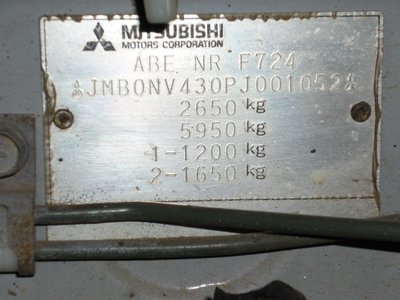 MITSUBISHI
MOTORS CORPORATION
ABE NR F724
JMB0NV430PJ001052
2650 kg
5950 kg
1-1200 kg
2-1650 kg